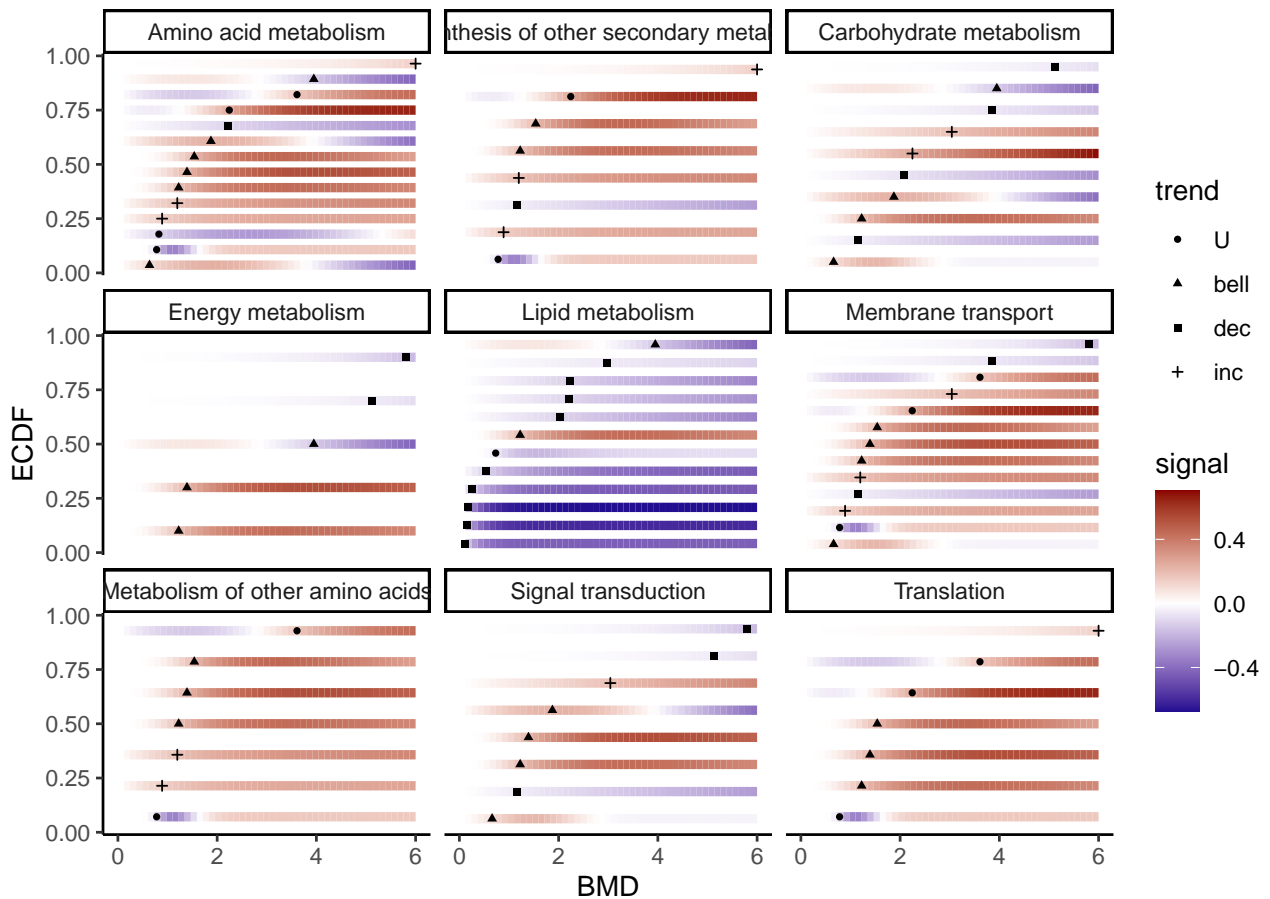 Amino acid metabolism
nthesis of other secondary metal
Carbohydrate metabolism
1.00
0.75
0.50
0.25
0.00
Energy metabolism
Lipid metabolism
Membrane transport
1.00
0.75
0.50
0.25
0.00
Metabolism of other amino acids
Signal transduction
Translation
1.00
0.75
0.50
0.25
0.00
0 2 4 6
0 2 4 6
0 2 4 6
BMD
ECDF
trend
U
bell
dec
inc
signal
0.4
0.0
−0.4